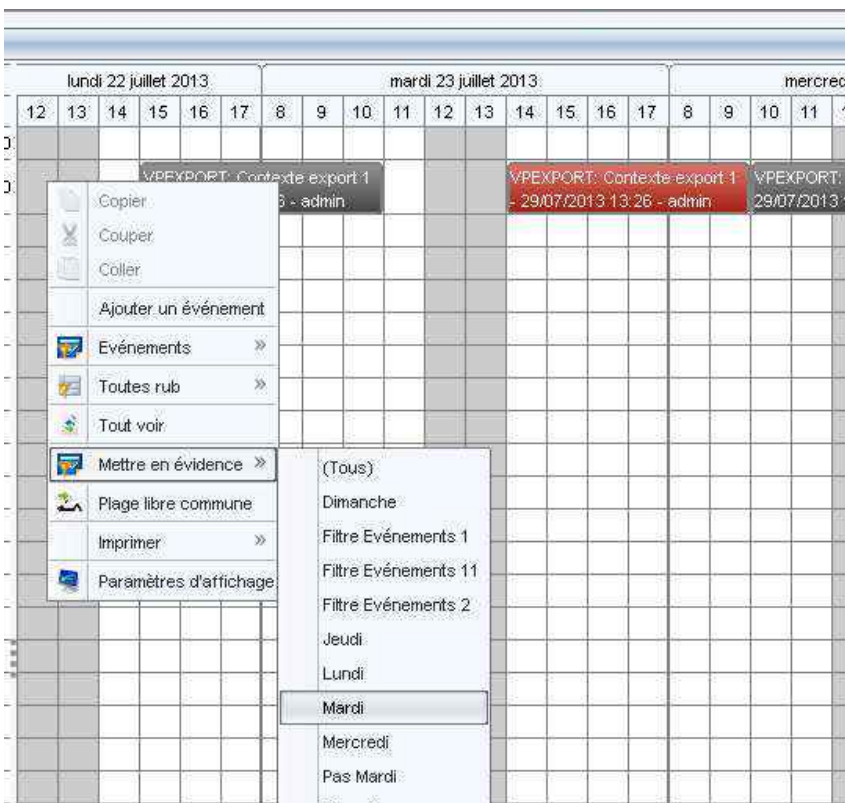 lundi 22 juillet 2013 mardi 23 juillet 2013
12 13 14 15 16 17 8 9 10 11 12 13 14 15 16 17 8 9 10 11
VPEXPORT: Contexte export 1 VPEXPORT: Contexte export 1 VPEXPORT:
- admin - 29/07/2013 13:26 - admin 29/07/2013
Copier
Couper
Coller
Ajouter un événement
Evénements »
Toutes rub »
Tout voir
Mettre en évidence »
Plage libre commune
Imprimer »
Paramètres d'affichage
(Tous)
Dimanche
Filtre Evénements 1
Filtre Evénements 11
Filtre Evénements 2
Jeudi
Lundi
Mardi
Mercredi
Pas Mardi